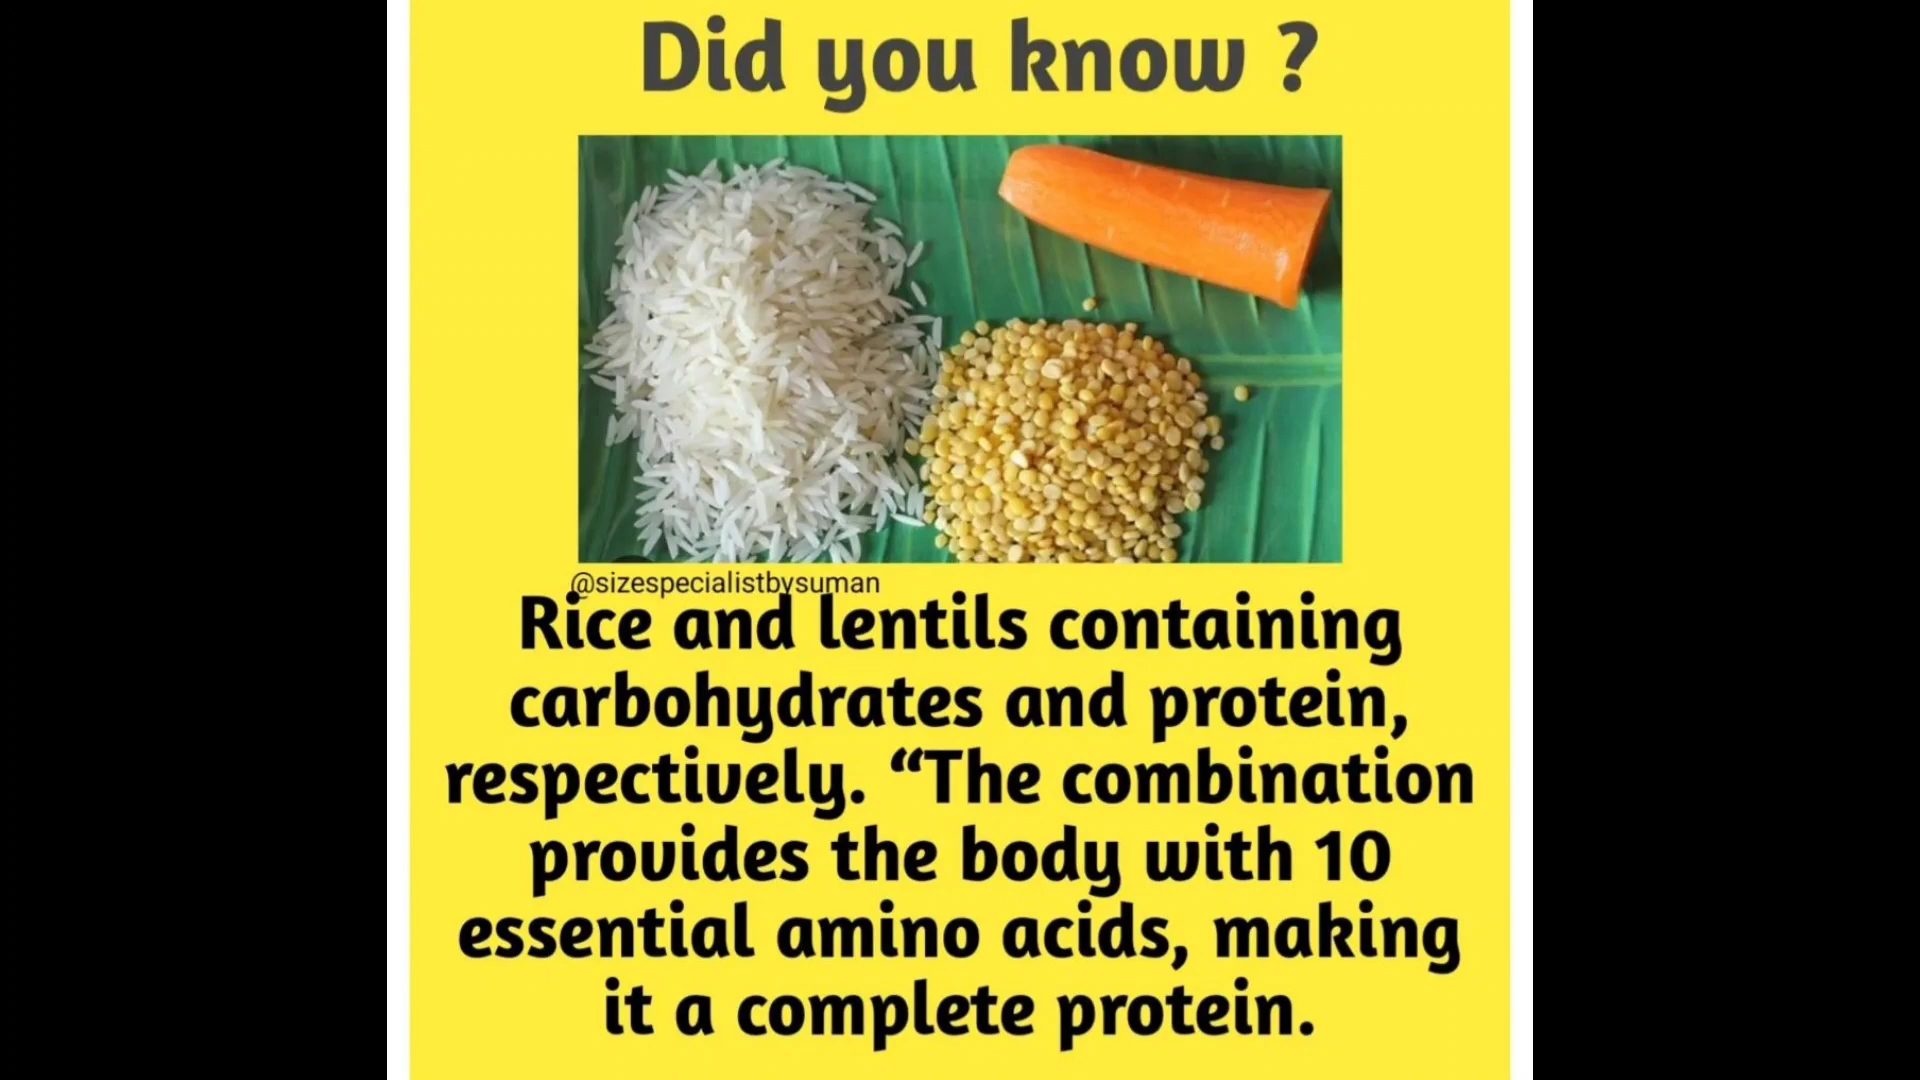 Did you know ?
@sizespecialistbysuman
Rice and lentils containing
carbohydrates and protein,
respectively. “The combination
provides the body with 10
essential amino acids, making
it a complete protein.